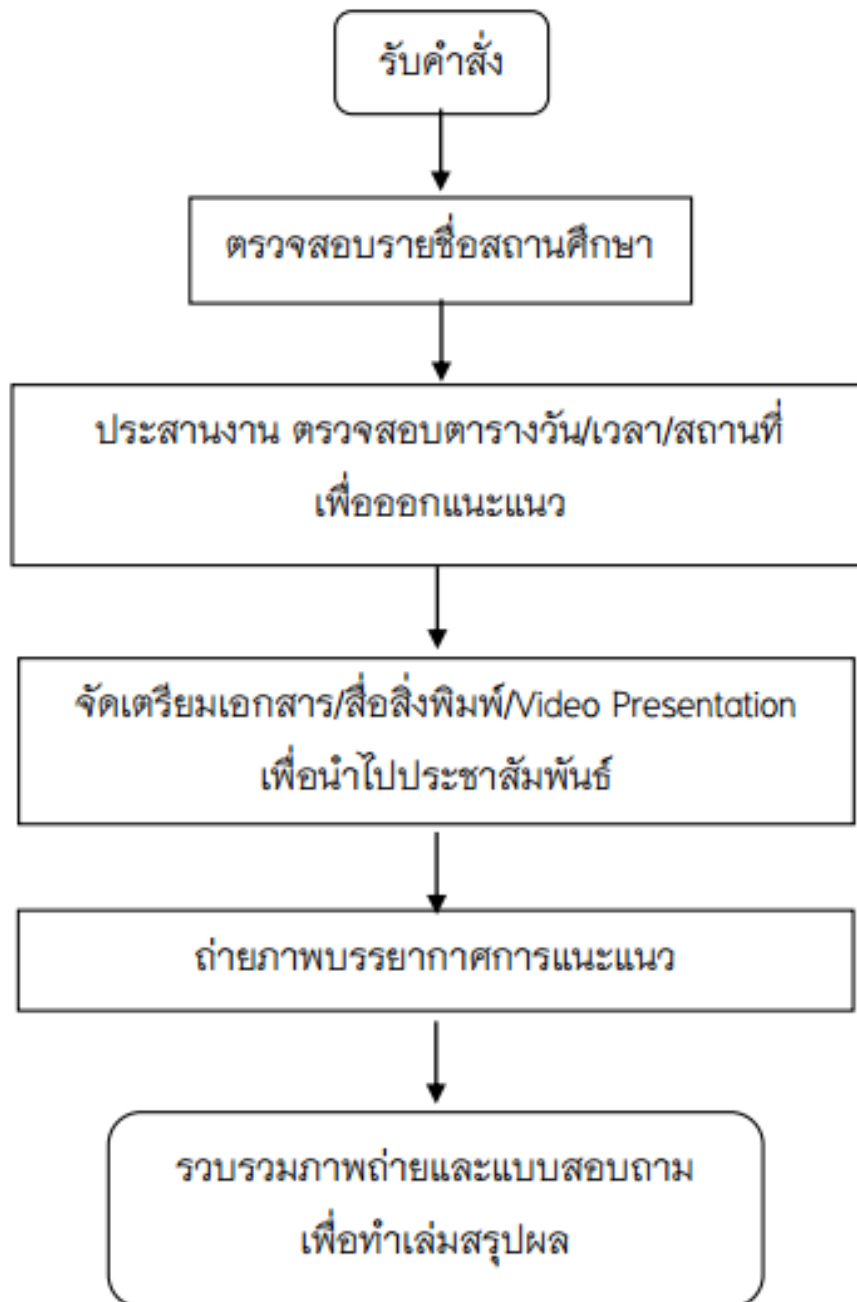 รับคำสั่ง
ตรวจสอบรายชื่อสถานศึกษา
ประสานงาน ตรวจสอบตารางวัน/เวลา/สถานที่
เพื่อออกแนะแนว
จัดเตรียมเอกสาร/สื่อสิ่งพิมพ์/Video Presentation
เพื่อนำไปประชาสัมพันธ์
ถ่ายภาพบรรยากาศการแนะแนว
รวบรวมภาพถ่ายและแบบสอบถาม
เพื่อทำเล่มสรุปผล